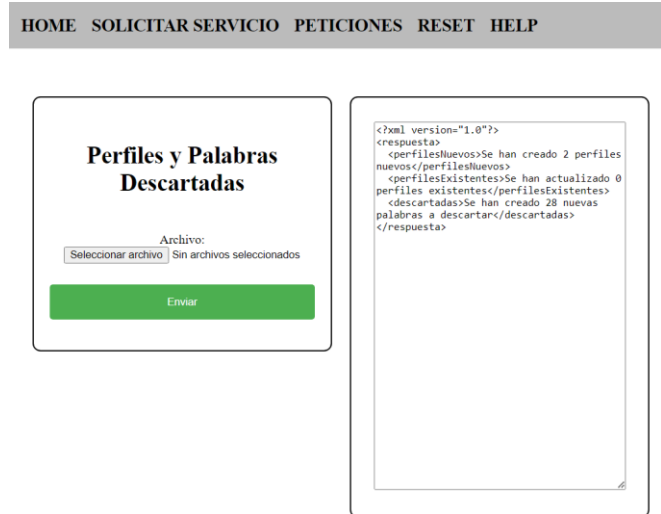 HOME SOLICITAR SERVICIO PETICIONES RESET HELP
Perfiles y Palabras
Descartadas
Archivo:
Seleccionar archivo Sin archivos seleccionados
Enviar
<?xml version="1.0"?>
<respuesta>
  <perfilesNuevos>Se han creado 2 perfiles
nuevos</perfilesNuevos>
  <perfilesExistentes>Se han actualizado 0
perfiles existentes</perfilesExistentes>
  <descartadas>Se han creado 28 nuevas
palabras a descartar</descartadas>
</respuesta>